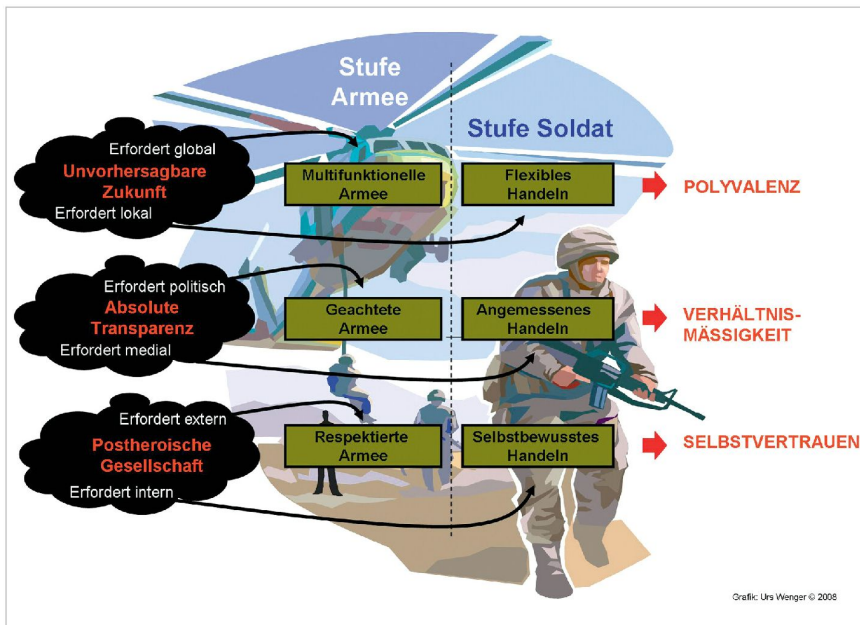 Stufe
Armee
Stufe Soldat
Erfordert global
Unvorhersagbare
Zukunft
Erfordert lokal
Multifunktionelle
Armee
Flexibles
Handeln
POLYVALENZ
Erfordert politisch
Absolute
Transparenz
Erfordert medial
Geachtete
Armee
Angemessenes
Handeln
VERHÄLTNIS-
MÄSSIGKEIT
Erfordert extern
Postheroische
Gesellschaft
Erfordert intern
Respektierte
Armee
Selbstbewusstes
Handeln
SELBSTVERTRAUEN
Grafik: Urs Wenger © 2008